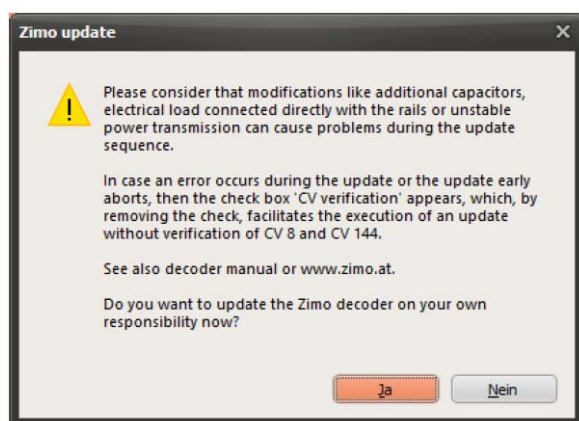 Zimo update
Please consider that modifications like additional capacitors,
electrical load connected directly with the rails or unstable
power transmission can cause problems during the update
sequence.
In case an error occurs during the update or the update early
aborts, then the check box 'CV verification' appears, which, by
removing the check, facilitates the execution of an update
without verification of CV 8 and CV 144.
See also decoder manual or www.zimo.at.
Do you want to update the Zimo decoder on your own
responsibility now?
Ja
Nein